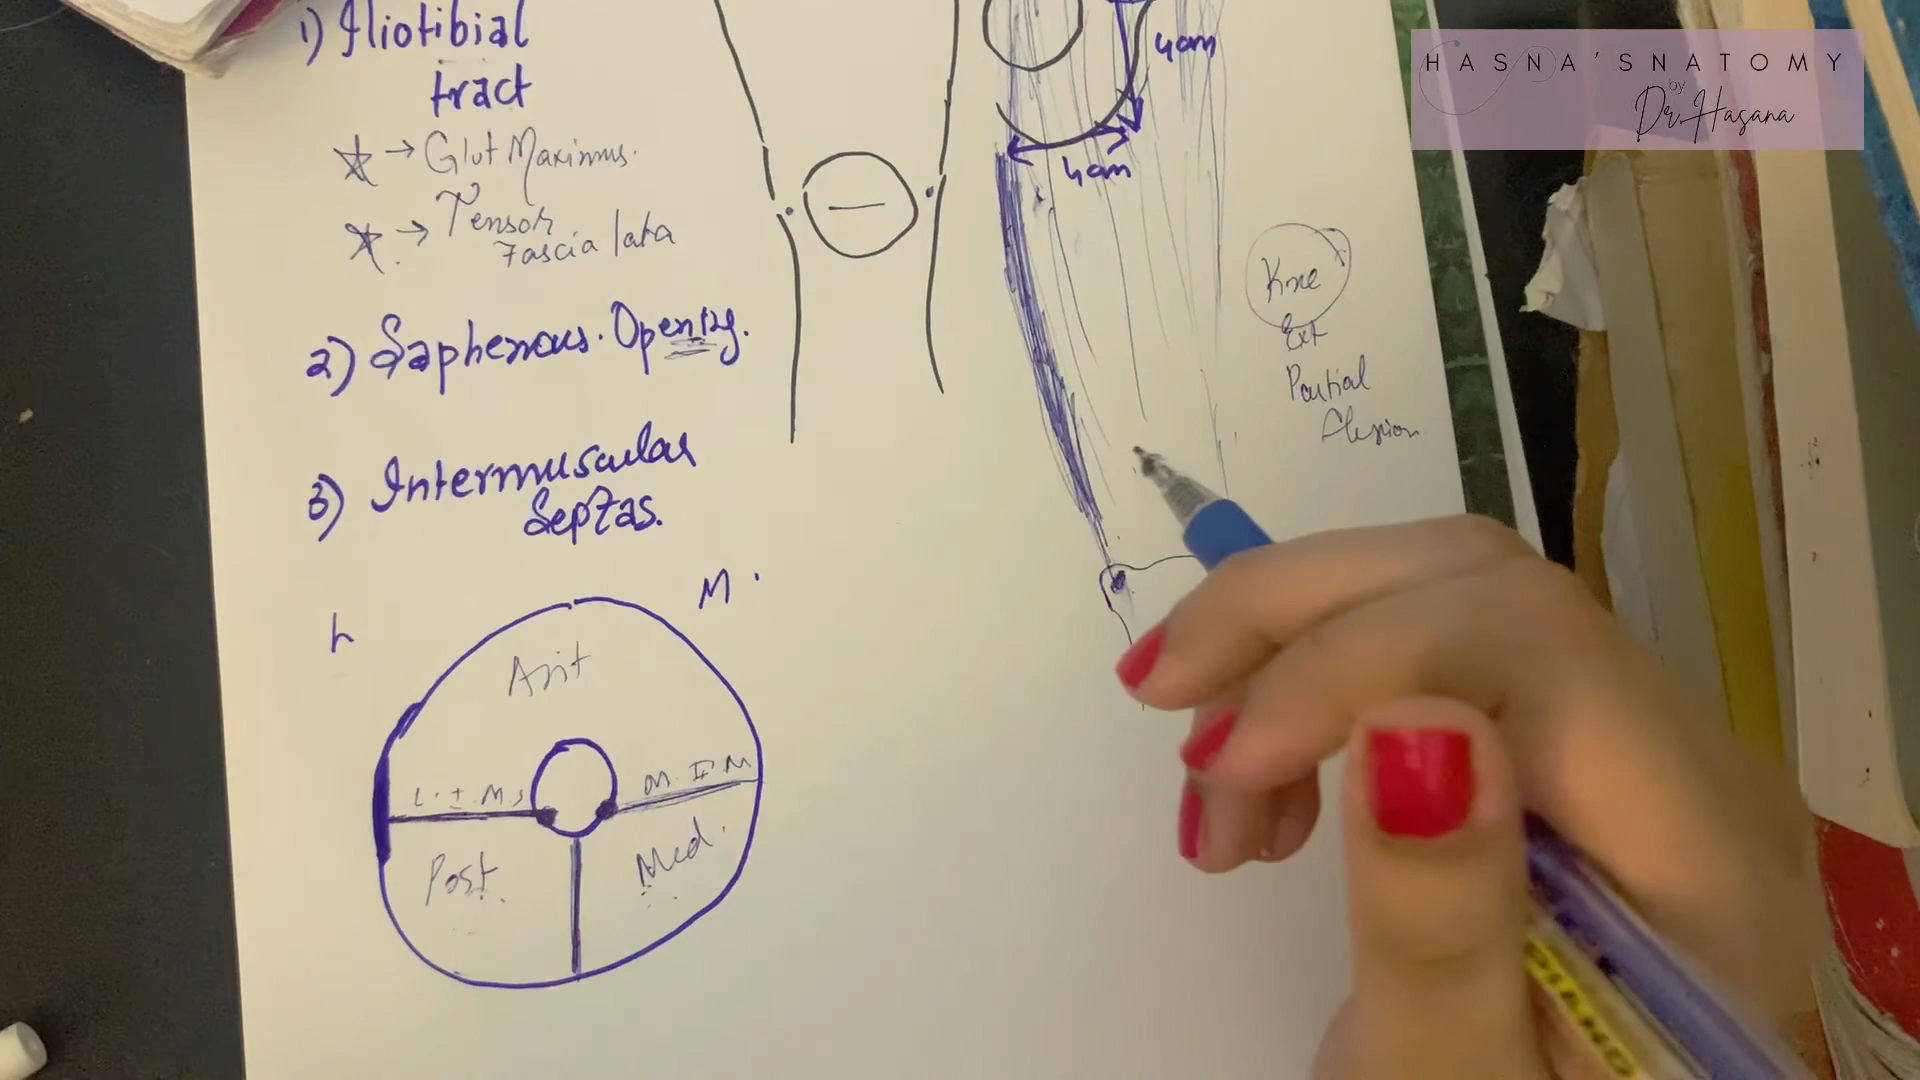 1) Iliotibial
tract
→ Glut Maximus.
→ Tensor
Fascia lata
2) Saphenous. Opening.
3) Intermuscular
Septas.
L
M
Ant
L. I. M s
M. I M
Post.
Med.
4cm
4cm
Knee
Ext
Partial
Flexion
HASNA'SNATOMY
by
Dr.Hasana